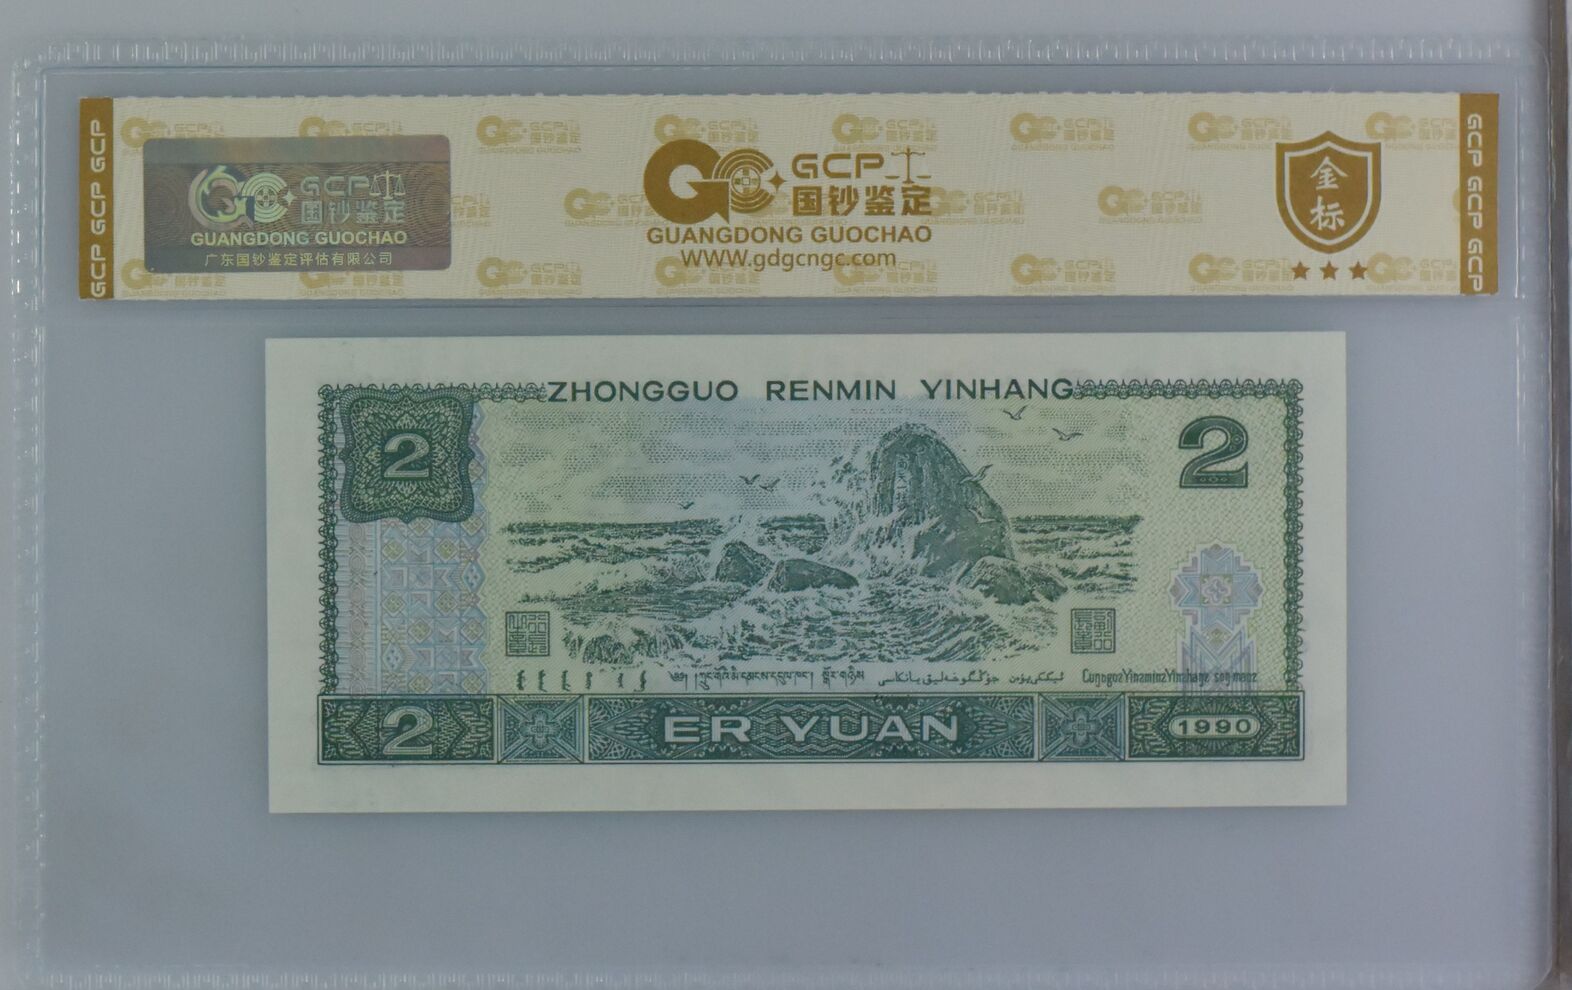 GCP GCP GCP
GCP
国钞鉴定
GUANGDONG GUOCHAO
广东国钞鉴定评估有限公司
GCP
国钞鉴定
GUANGDONG GUOCHAO
WWW.gdgcngc.com
金
标
GCP GCP GCP
ZHONGGUO RENMIN YINHANG
2
2
2
ER YUAN
1990